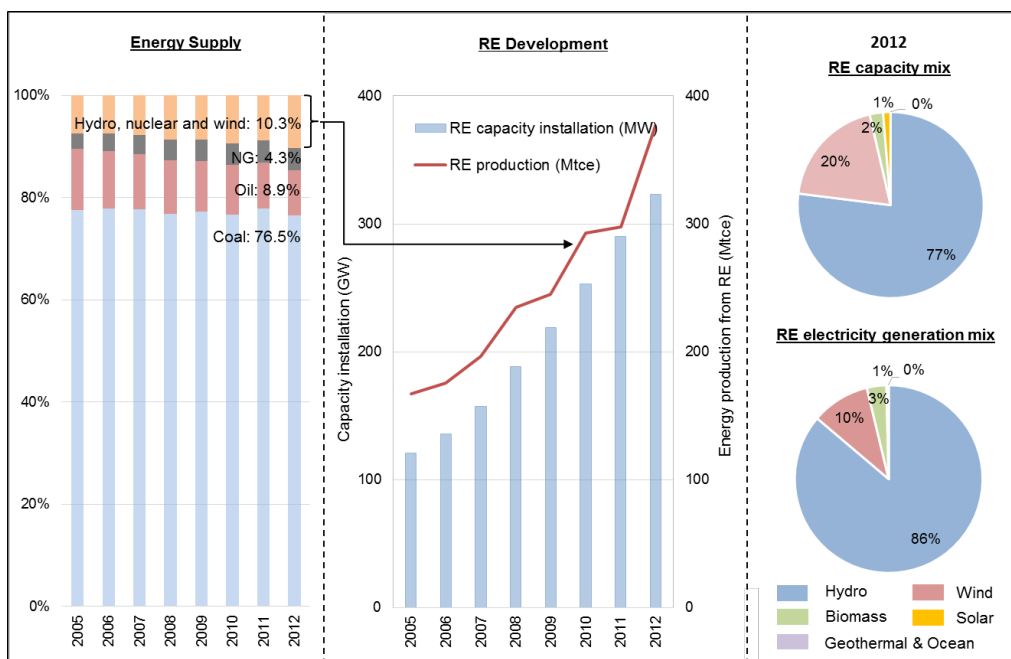 Energy Supply
100%
80%
60%
40%
20%
0%
Hydro, nuclear and wind: 10.3%
NG: 4.3%
Oil: 8.9%
Coal: 76.5%
2005
2006
2007
2008
2009
2010
2011
2012
RE Development
Capacity installation (GW)
400
300
200
100
0
RE capacity installation (MW)
RE production (Mtce)
2005
2006
2007
2008
2009
2010
2011
2012
400
300
200
100
0
Energy production from RE (Mtce)
2012
RE capacity mix
1%
0%
2%
20%
77%
RE electricity generation mix
1%
0%
3%
10%
86%
Hydro
Wind
Biomass
Solar
Geothermal & Ocean